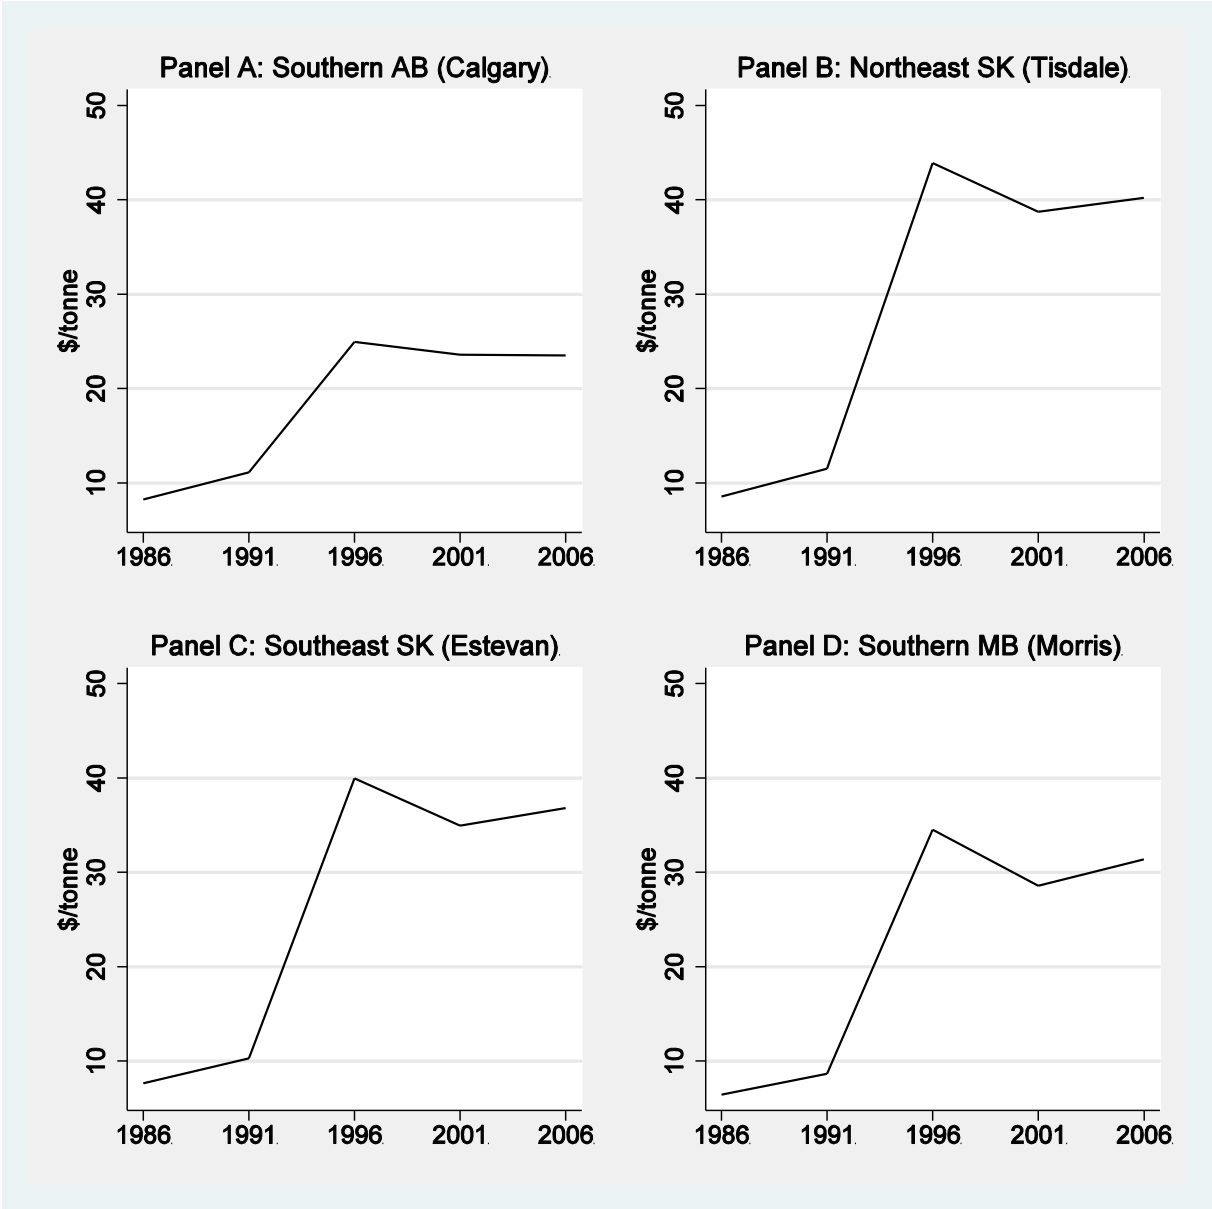 Panel A: Southern AB (Calgary)
50
40
30
20
10
$/tonne
1986 1991 1996 2001 2006
Panel B: Northeast SK (Tisdale)
50
40
30
20
10
$/tonne
1986 1991 1996 2001 2006
Panel C: Southeast SK (Estevan)
50
40
30
20
10
$/tonne
1986 1991 1996 2001 2006
Panel D: Southern MB (Morris)
50
40
30
20
10
$/tonne
1986 1991 1996 2001 2006